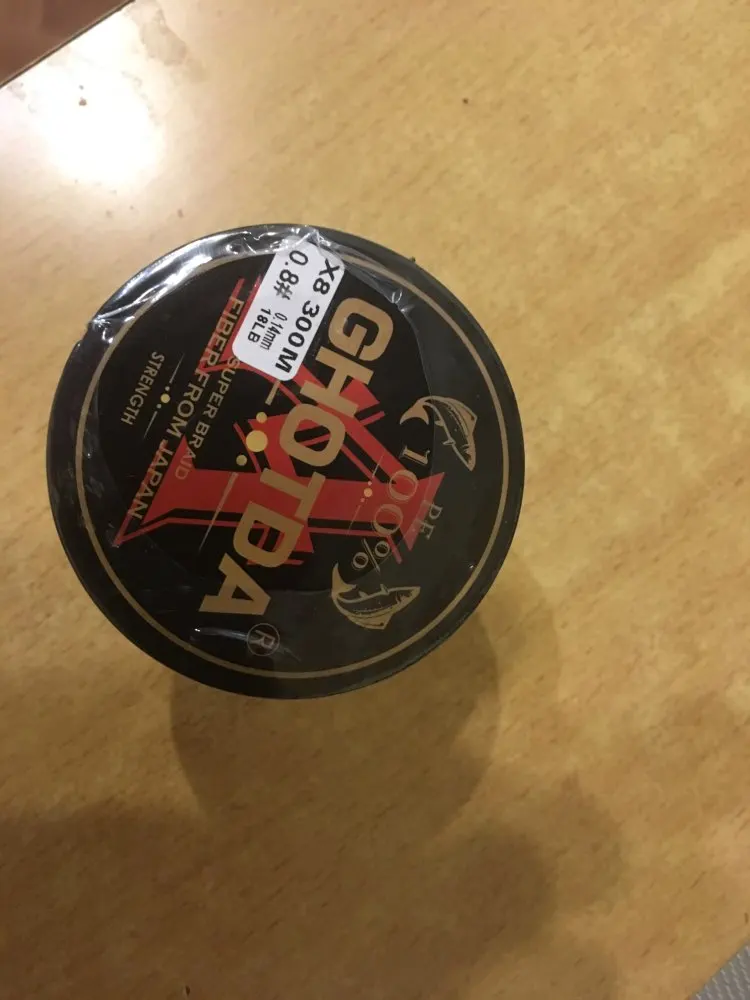 PE
100%
GHOTDA®
X8 300M
0.8# 0.14mm
18LB
SUPER BRAID
FIBER FROM JAPAN
STRENGTH